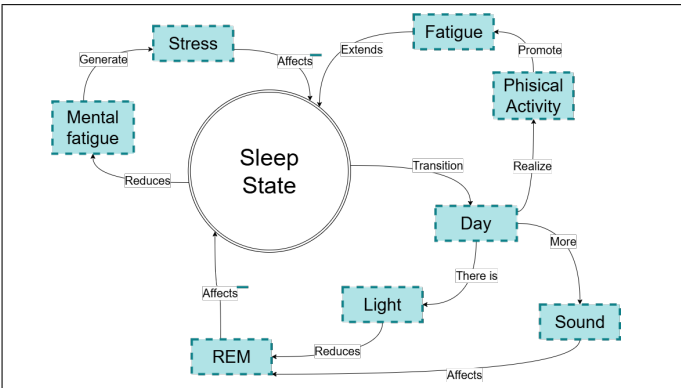 Stress
Fatigue
Generate
Affects
Extends
Promote
Mental
fatigue
Phisical
Activity
Sleep
State
Reduces
Transition
Realize
Day
More
There is
Affects
Light
Sound
REM
Reduces
Affects